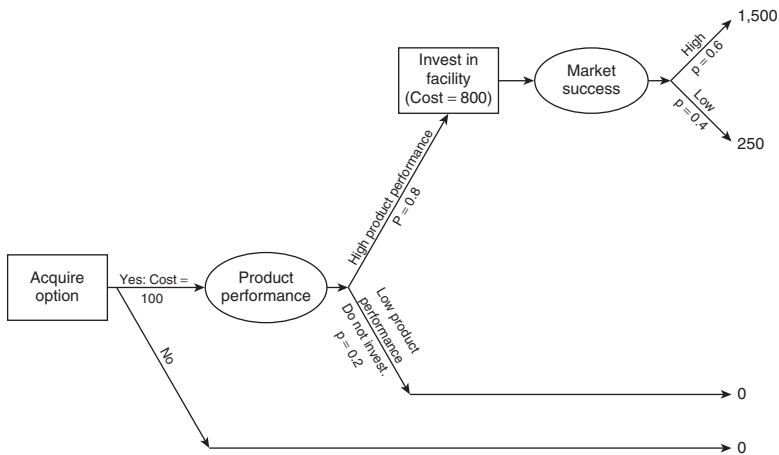 Acquire
option
Yes: Cost =
100
No
Product
performance
High product performance
P = 0.8
Low product
performance
Do not invest.
p = 0.2
Invest in
facility
(Cost = 800)
Market
success
High
p = 0.6
Low
p = 0.4
1,500
250
0
0